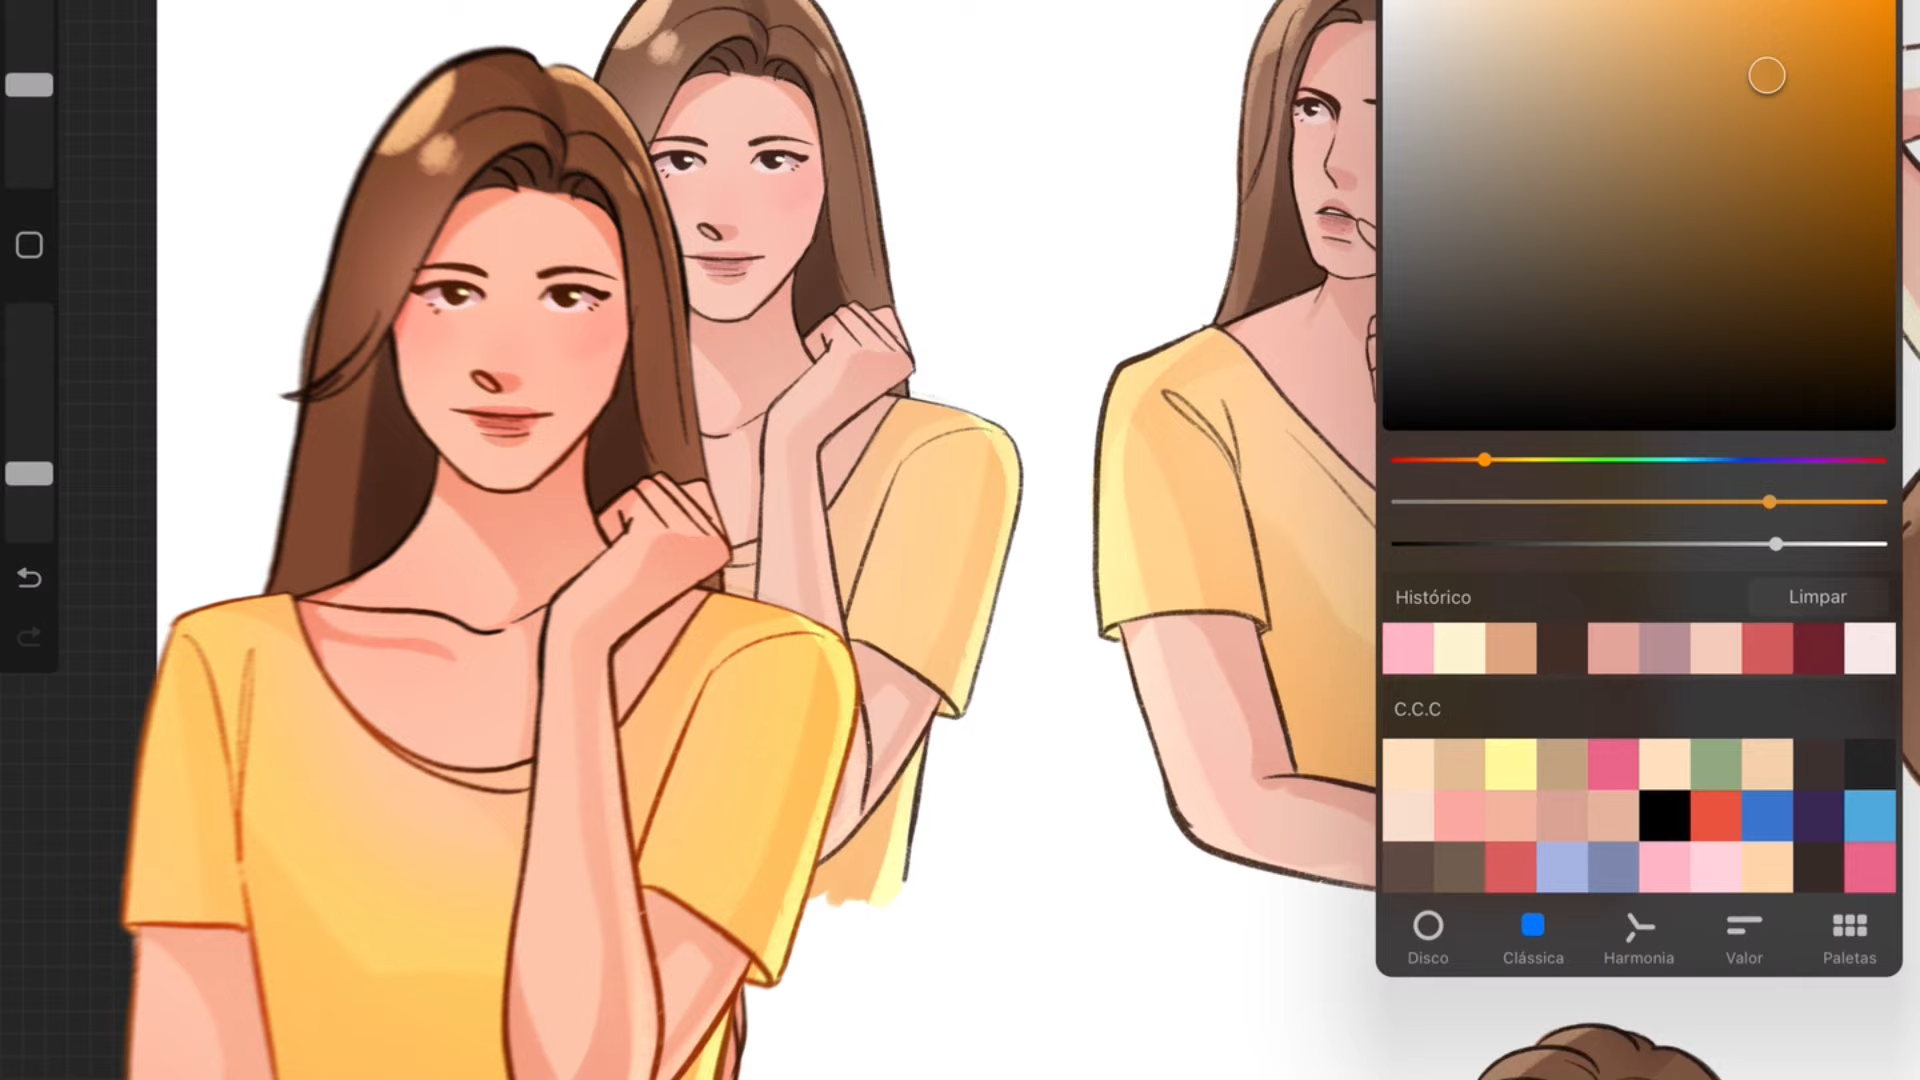 Histórico
Limpar
C.C.C
Disco
Clássica
Harmonia
Valor
Paletas